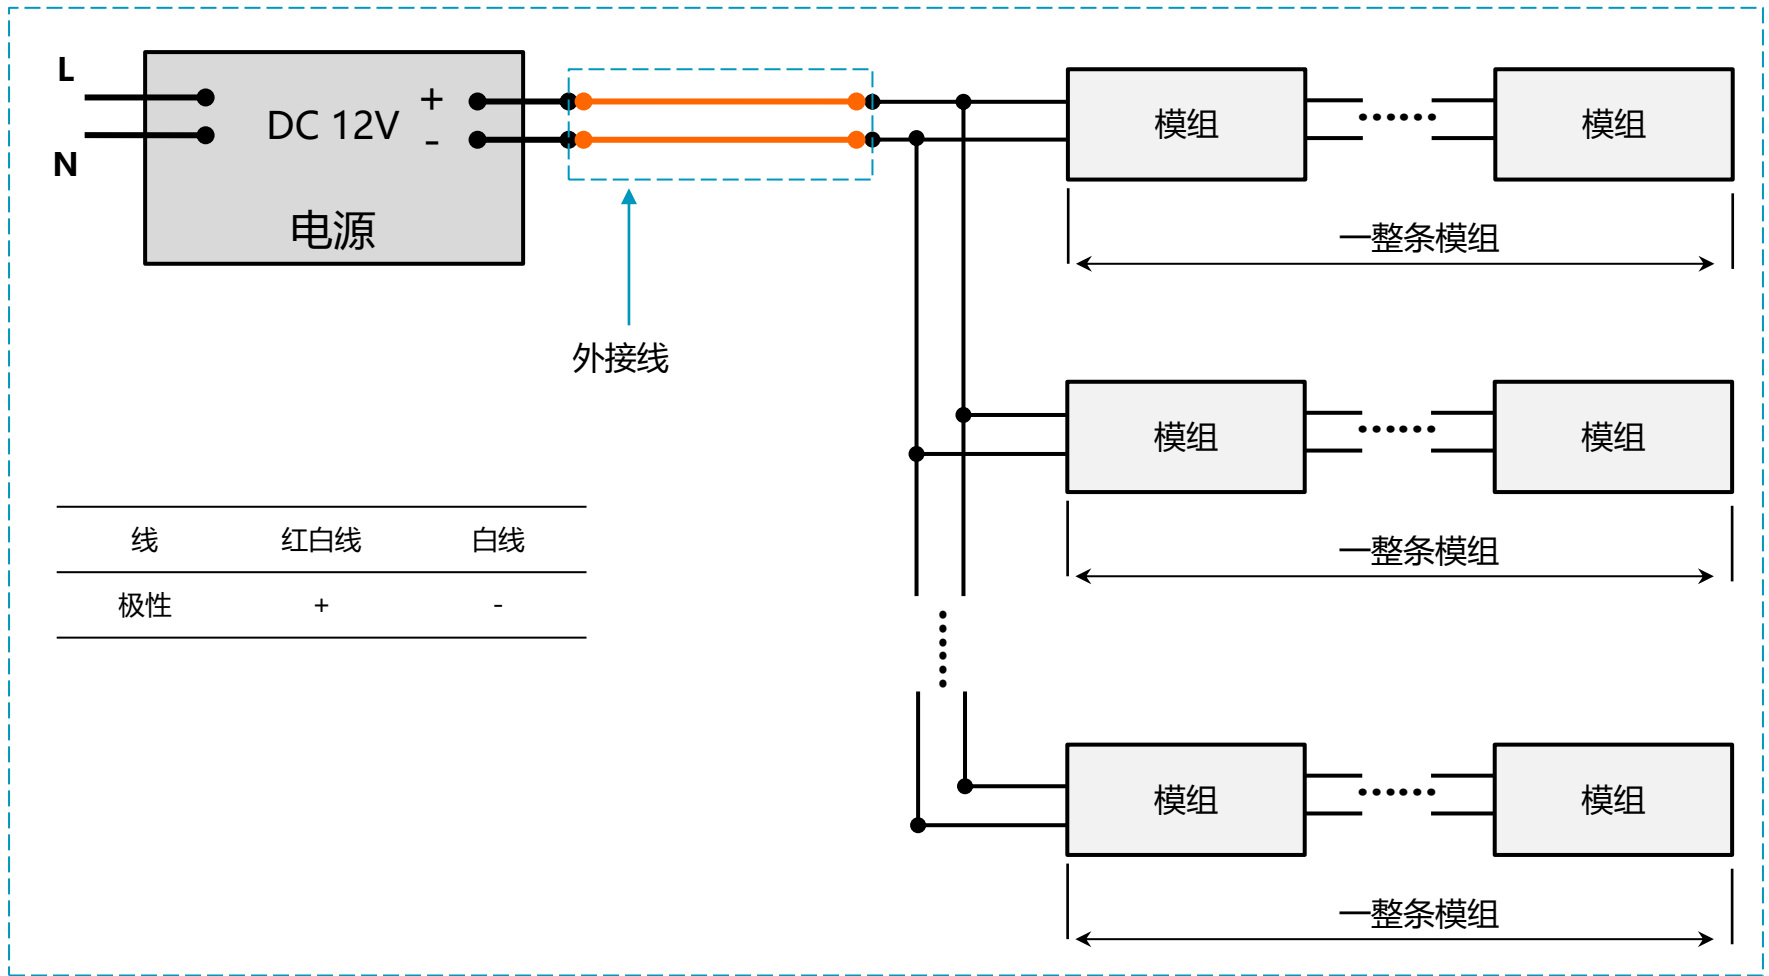 L
N
DC 12V
+
-
电源
外接线
模组
模组
一整条模组
模组
模组
一整条模组
线 红白线 白线
极性 + -
模组
模组
一整条模组